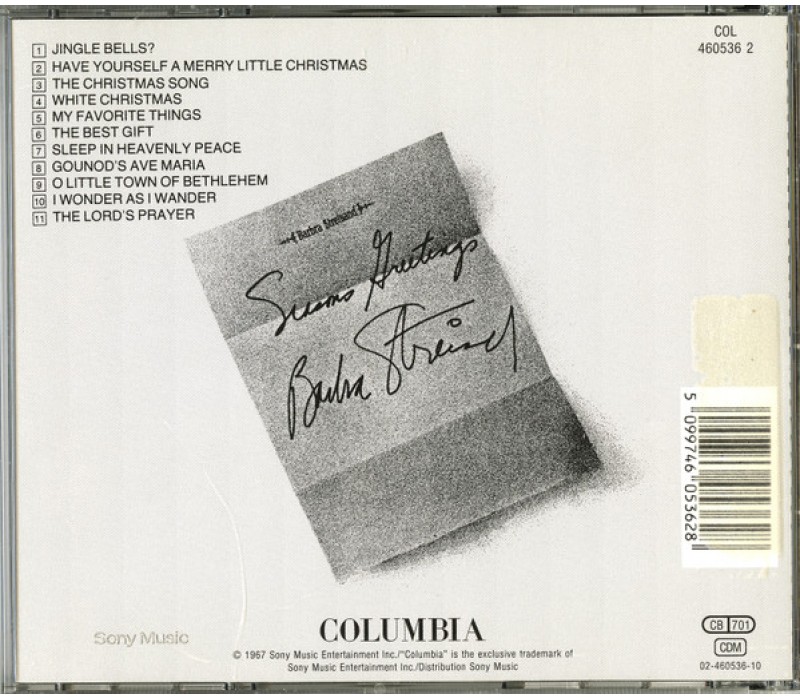 1 JINGLE BELLS?
2 HAVE YOURSELF A MERRY LITTLE CHRISTMAS
3 THE CHRISTMAS SONG
4 WHITE CHRISTMAS
5 MY FAVORITE THINGS
6 THE BEST GIFT
7 SLEEP IN HEAVENLY PEACE
8 GOUNOD'S AVE MARIA
9 O LITTLE TOWN OF BETHLEHEM
10 I WONDER AS I WANDER
11 THE LORD'S PRAYER
COL
460536 2
Barbra Streisand
Seasons Greetings
Barbra Streisand
5 099746 053628
Sony Music
COLUMBIA
© 1967 Sony Music Entertainment Inc./"Columbia" is the exclusive trademark of
Sony Music Entertainment Inc./Distribution Sony Music
CB 701
CDM
02-460536-10